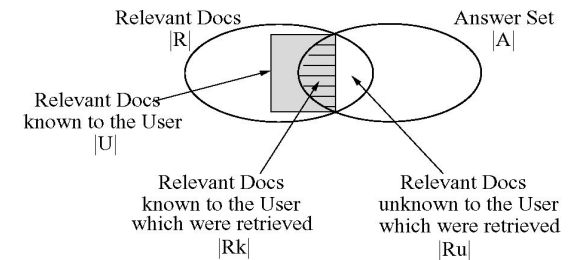 Relevant Docs
|R|
Answer Set
|A|
Relevant Docs
known to the User
|U|
Relevant Docs
known to the User
which were retrieved
|Rk|
Relevant Docs
unknown to the User
which were retrieved
|Ru|